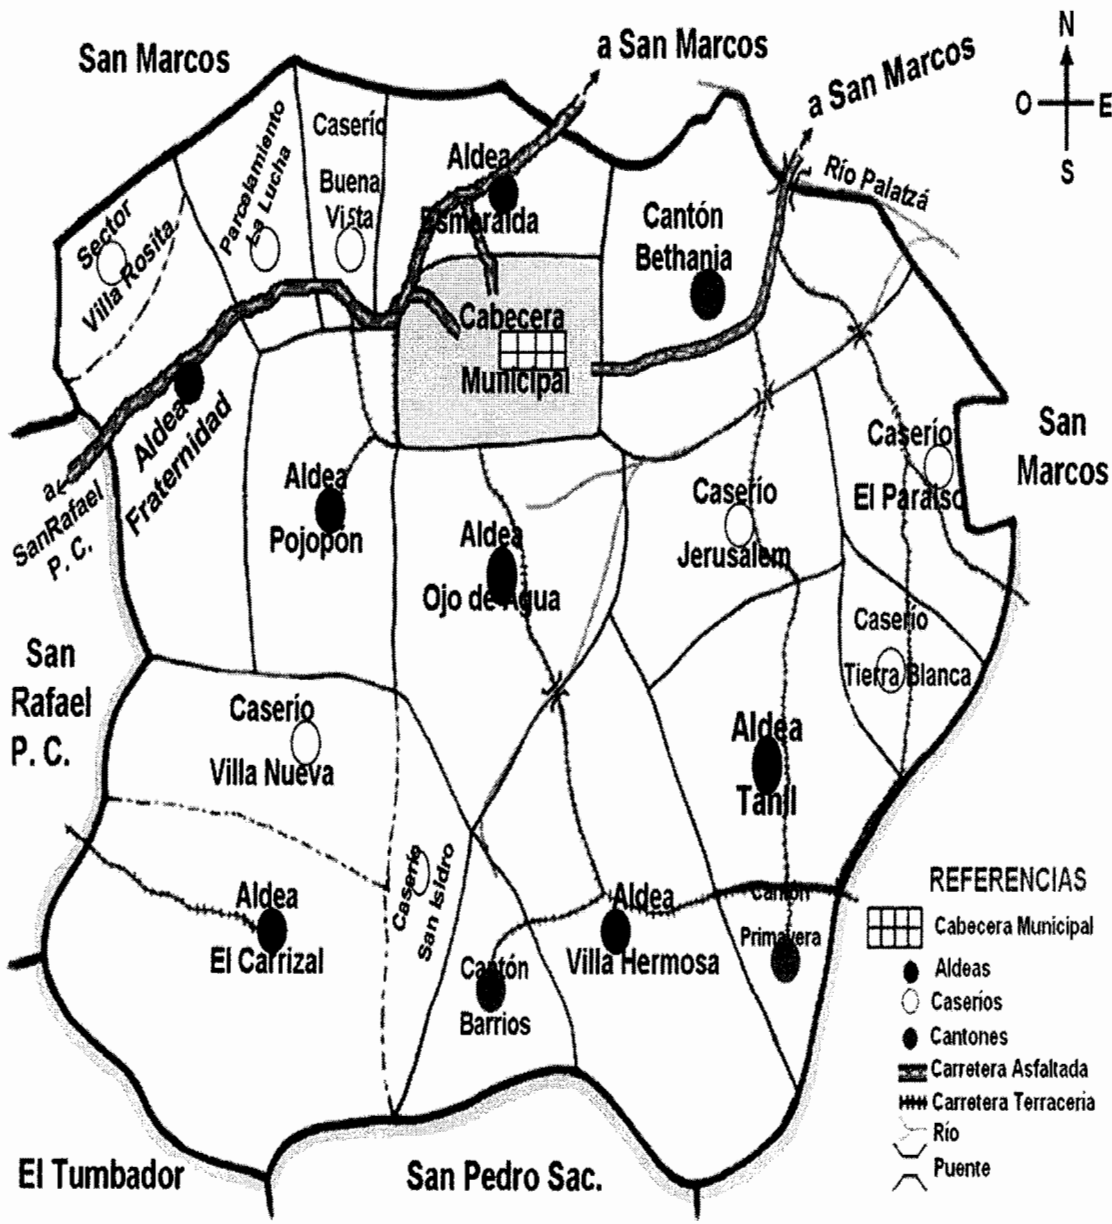 San Marcos
a San Marcos
a San Marcos
N
O
E
S
Río Palatzá
Sector
Villa Rosita
Parcelamiento
La Lucha
Caserío
Buena
Vista
Aldea
Esmeralda
Cantón
Bethania
Cabecera
Municipal
Aldea
Fraternidad
a
SanRafael
P. C.
Aldea
Pojopón
Aldea
Ojo de Agua
Caserío
Jerusalem
Caserío
El Paraíso
San
Marcos
Caserío
Tierra Blanca
San
Rafael
P. C.
Caserío
Villa Nueva
Aldea
Tanil
Caserío
San Isidro
Aldea
El Carrizal
Cantón
Barrios
Aldea
Villa Hermosa
Cantón
Primavera
REFERENCIAS
Cabecera Municipal
Aldeas
Caseríos
Cantones
Carretera Asfaltada
Carretera Terraceria
Río
Puente
El Tumbador
San Pedro Sac.